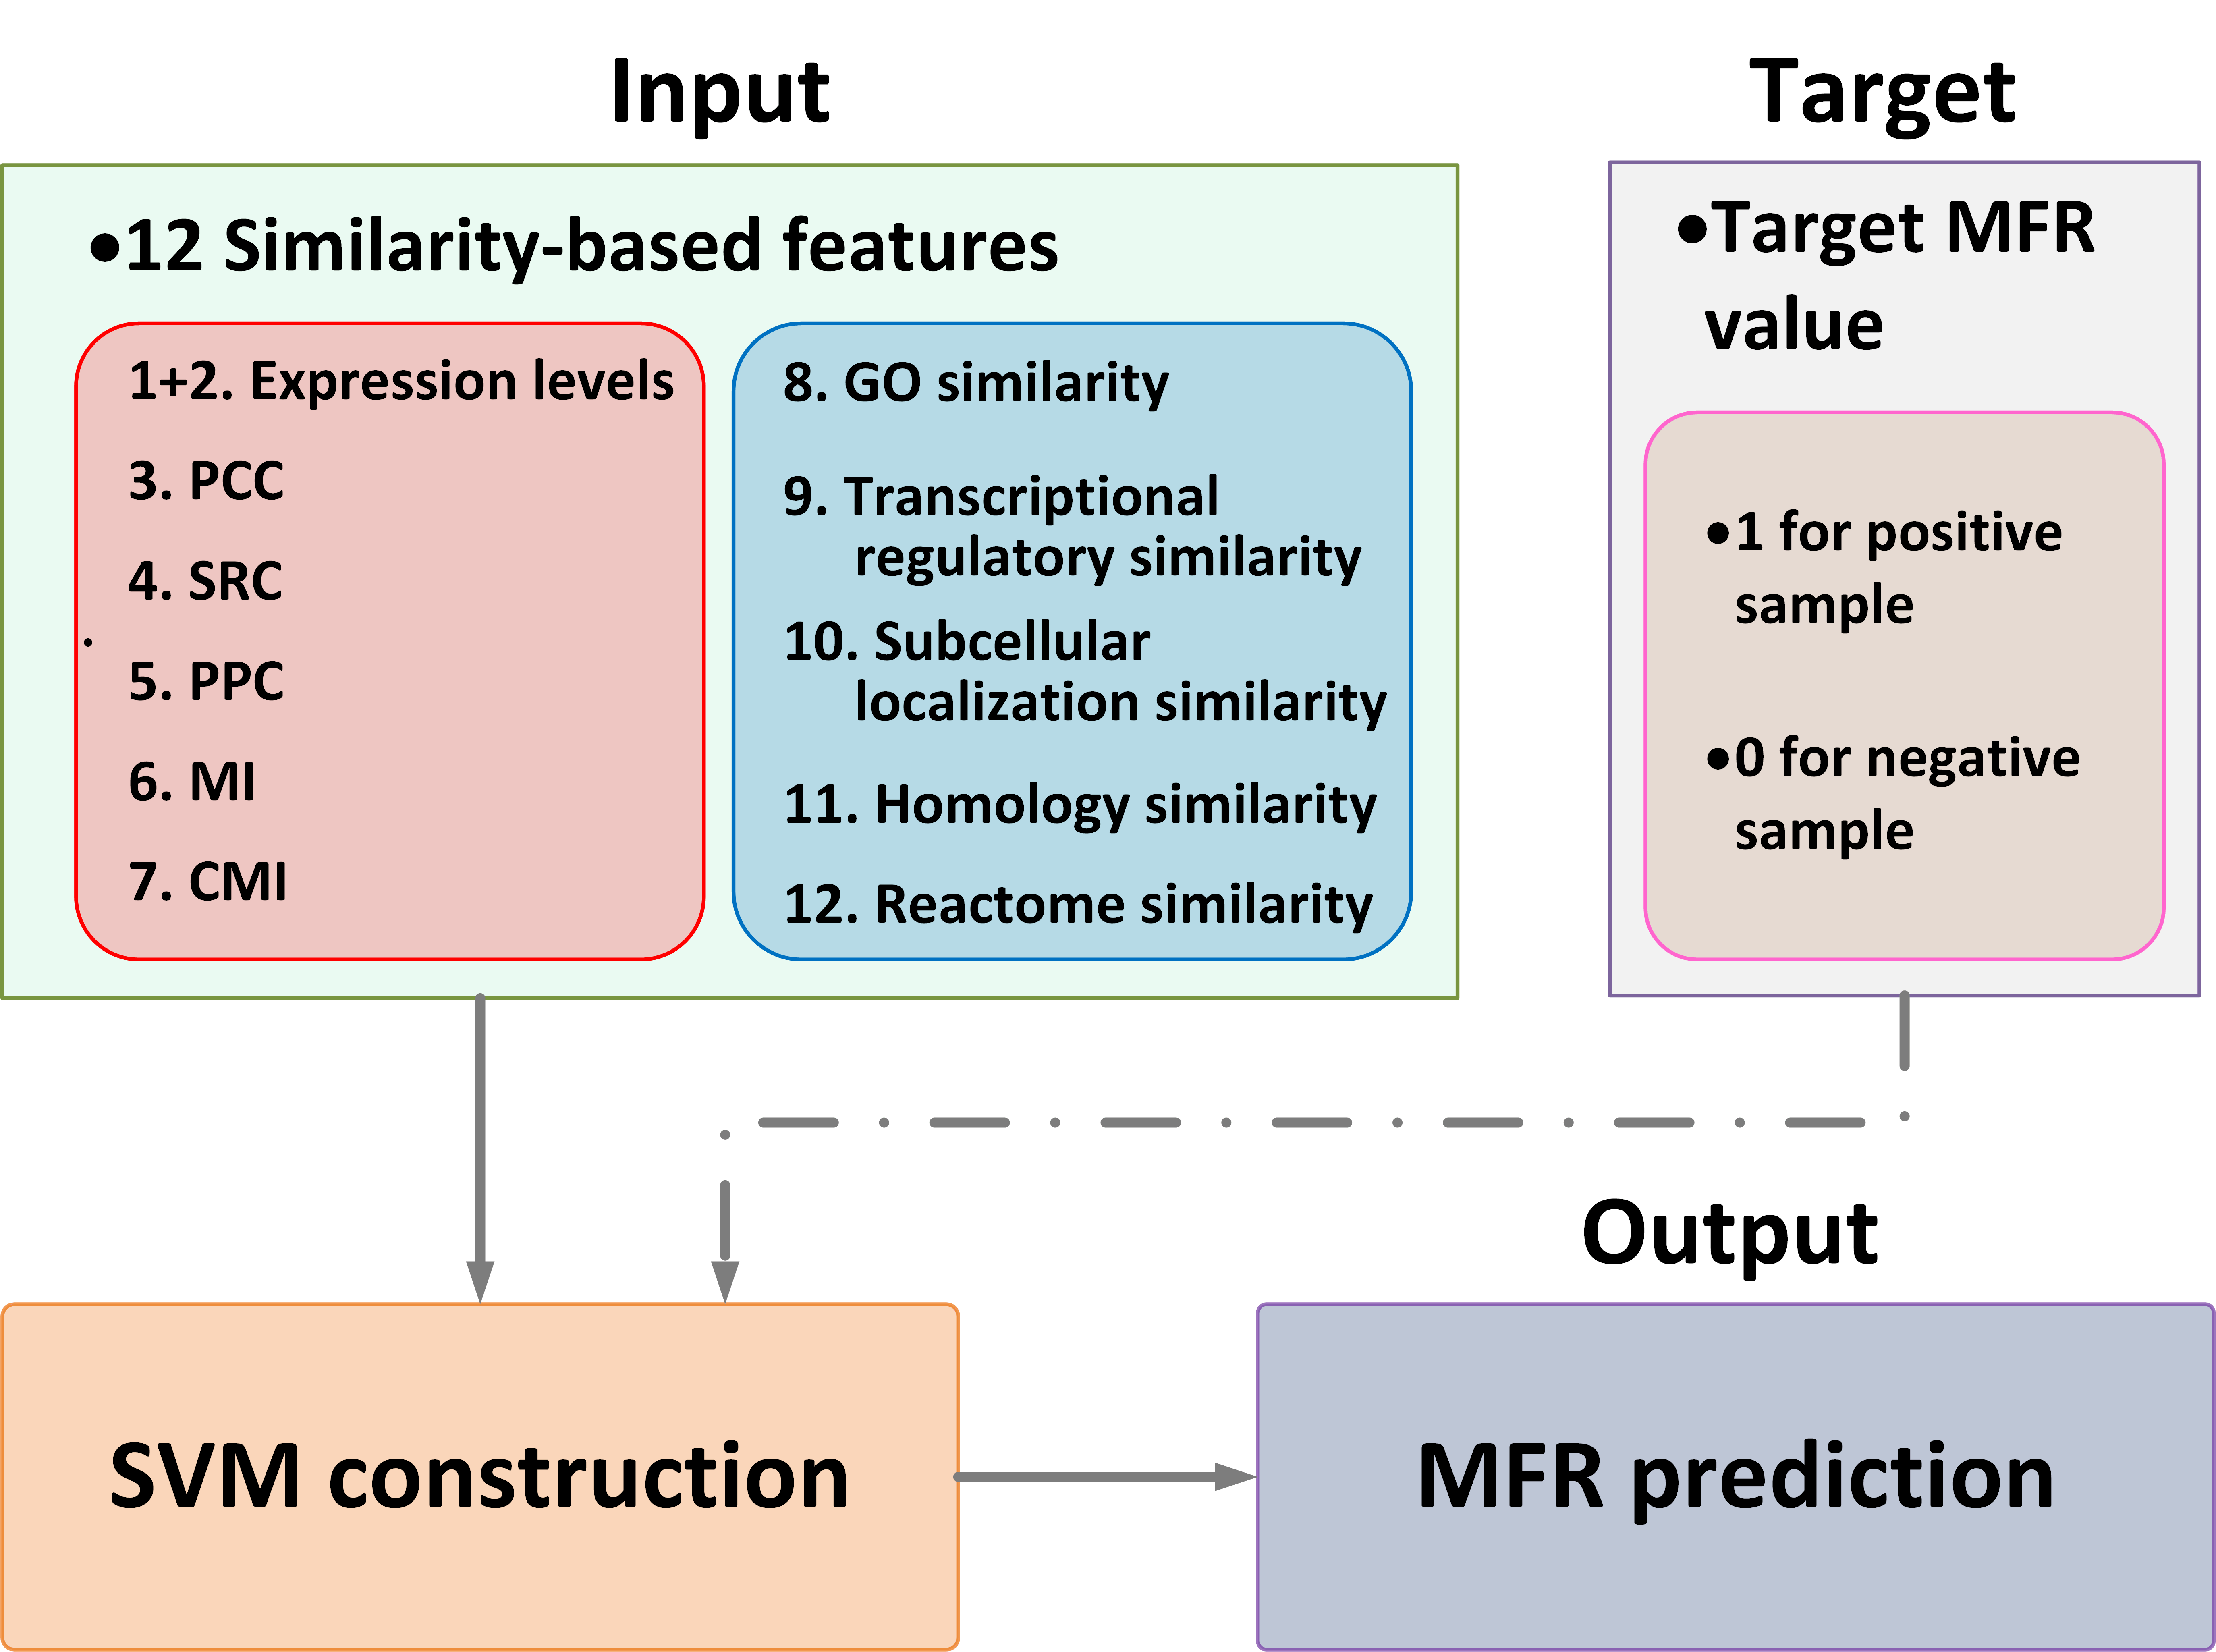 Input
•12 Similarity-based features
1+2. Expression levels
3. PCC
4. SRC
5. PPC
6. MI
7. CMI
8. GO similarity
9. Transcriptional
regulatory similarity
10. Subcellular
localization similarity
11. Homology similarity
12. Reactome similarity
Target
•Target MFR
value
•1 for positive
sample
•0 for negative
sample
SVM construction
Output
MFR prediction